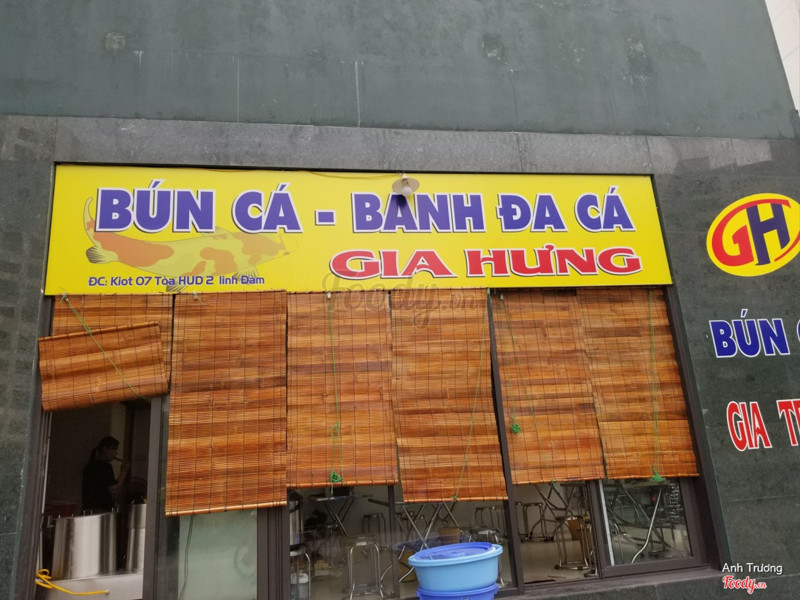 BÚN CÁ - BÁNH ĐA CÁ
GIA HƯNG
ĐC: Kiot 07 Tòa HUD 2 linh Đàm
GH
BÚN
GIA
Foody.vn
Anh Trương
Foody.vn